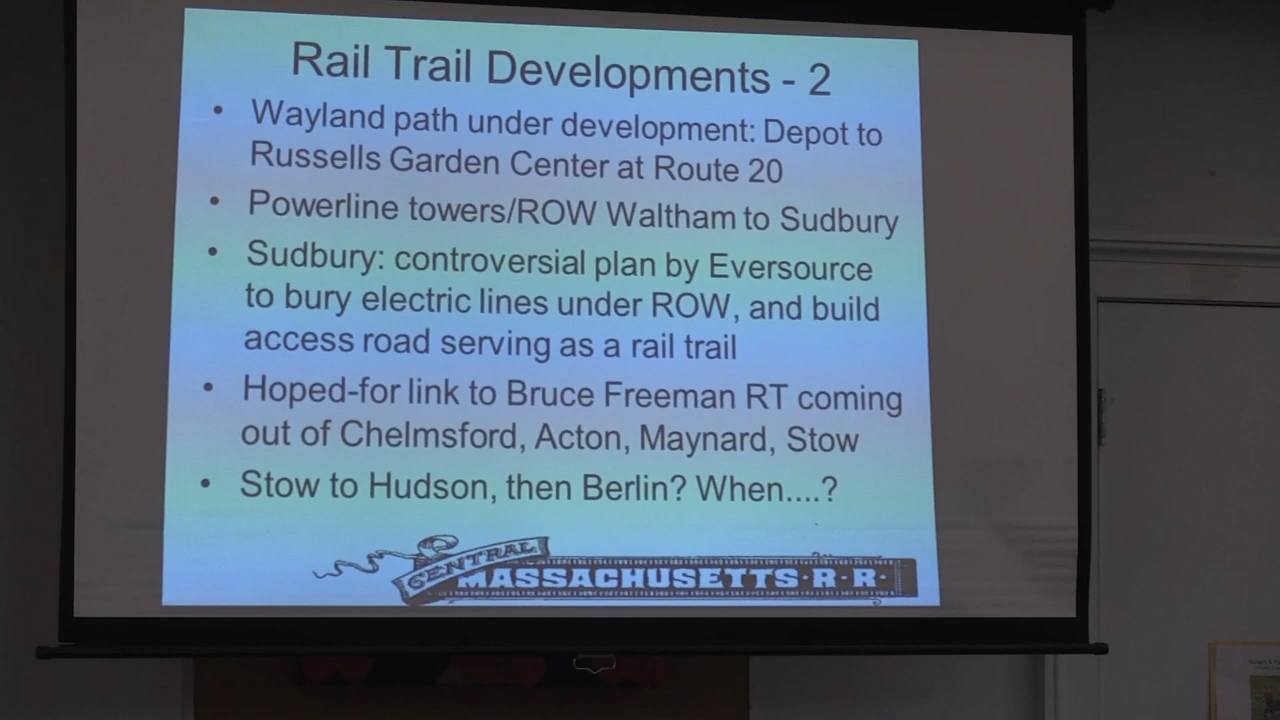 Rail Trail Developments - 2
• Wayland path under development: Depot to
Russells Garden Center at Route 20
• Powerline towers/ROW Waltham to Sudbury
• Sudbury: controversial plan by Eversource
to bury electric lines under ROW, and build
access road serving as a rail trail
• Hoped-for link to Bruce Freeman RT coming
out of Chelmsford, Acton, Maynard, Stow
• Stow to Hudson, then Berlin? When....?
CENTRAL
MASSACHUSETTS·R·R·